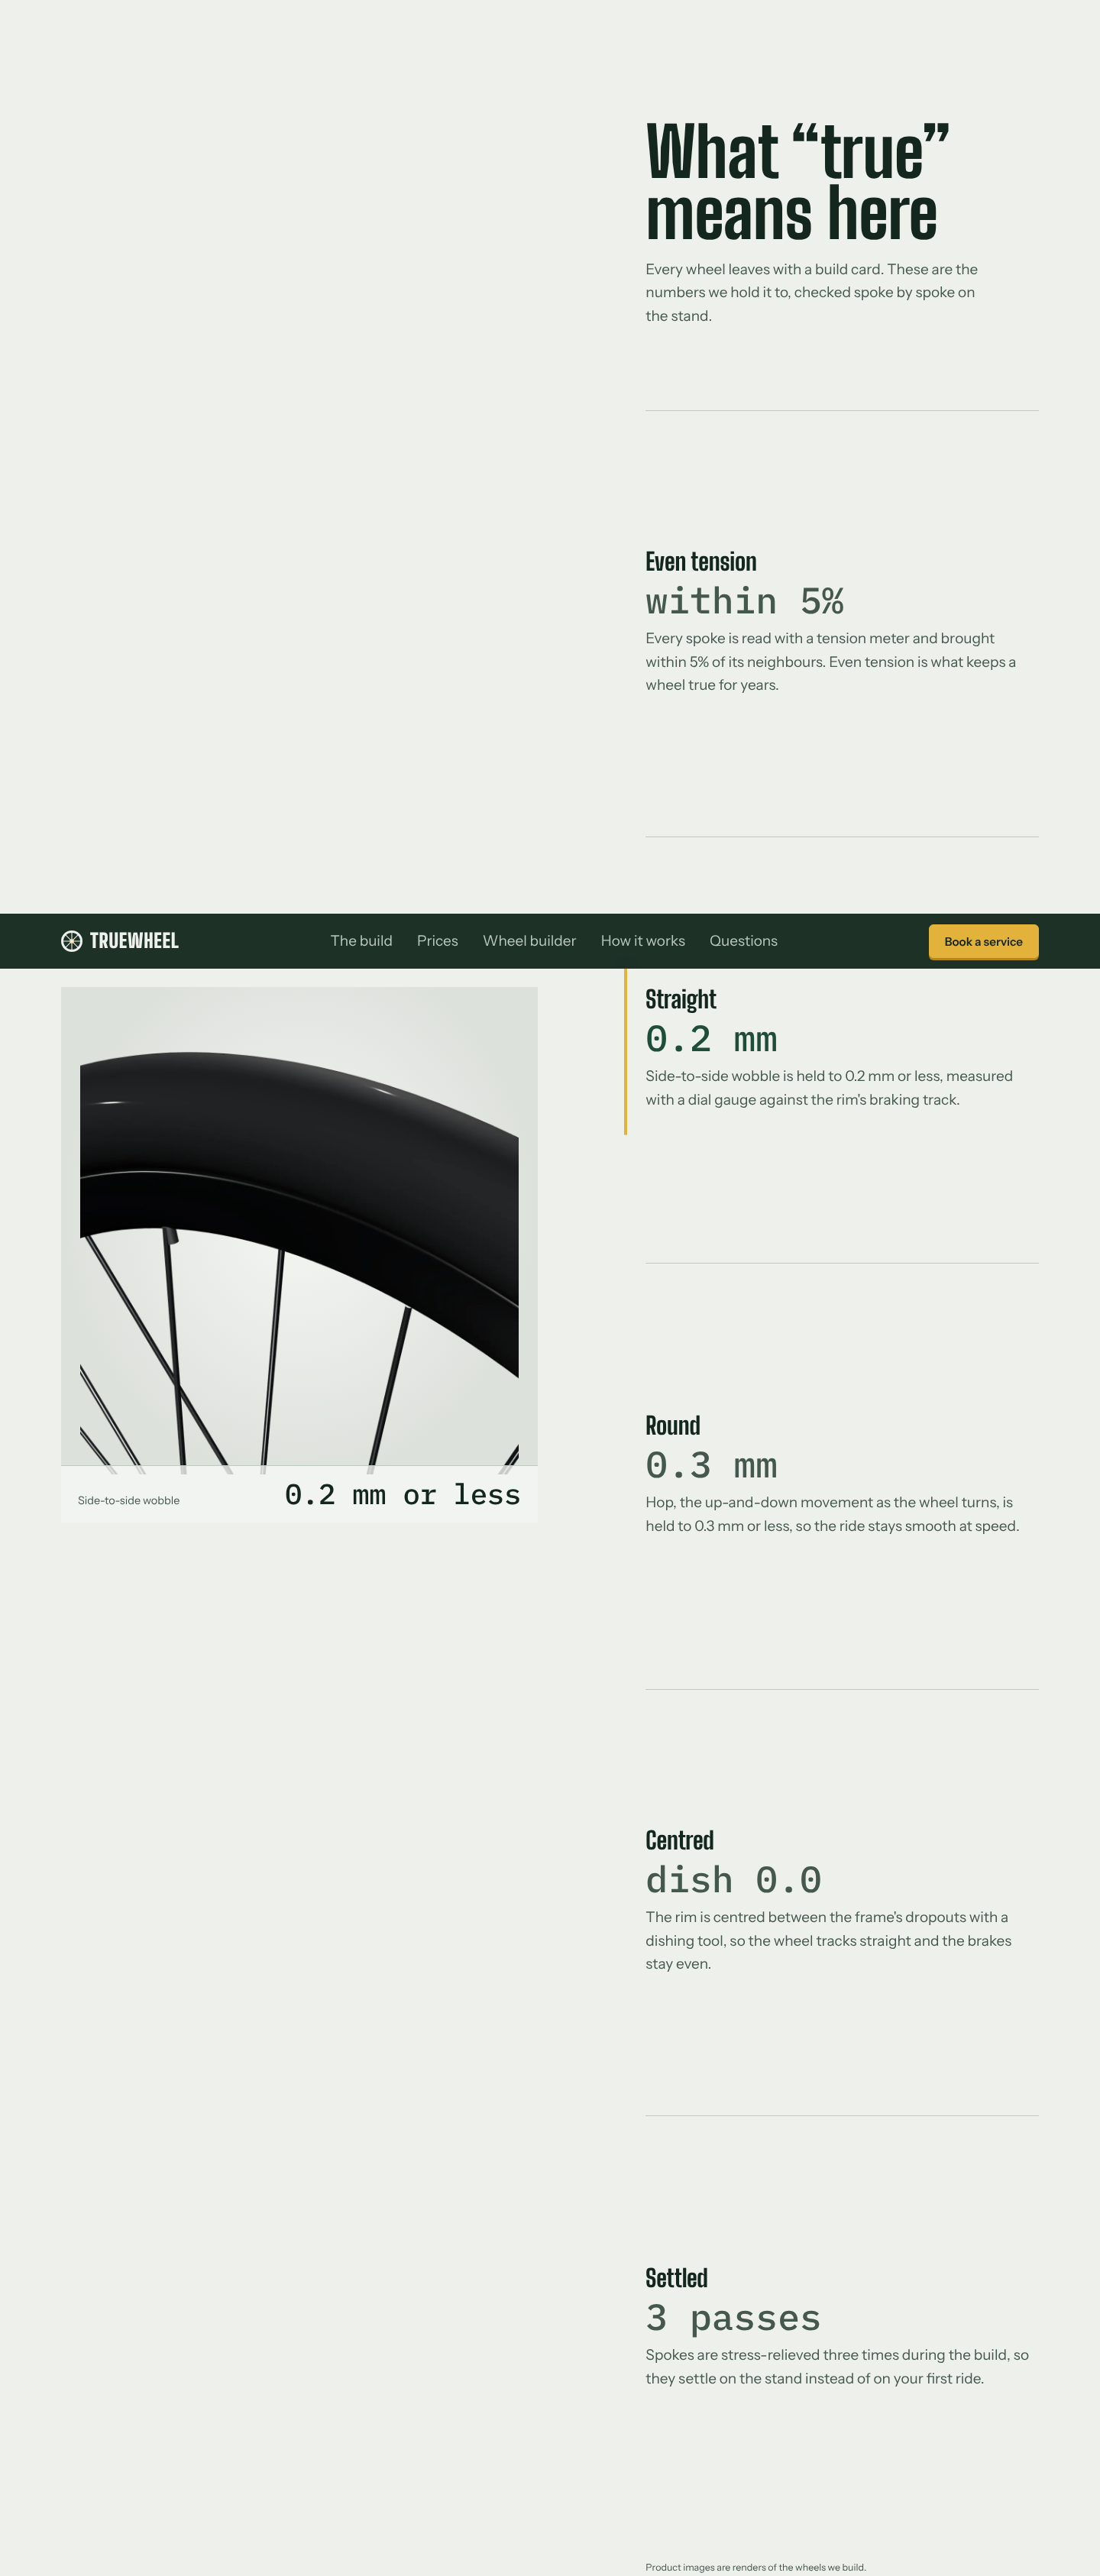 What “true”
means here
Every wheel leaves with a build card. These are the
numbers we hold it to, checked spoke by spoke on
the stand.
Even tension
within 5%
Every spoke is read with a tension meter and brought
within 5% of its neighbours. Even tension is what keeps a
wheel true for years.
TRUEWHEEL
The build
Prices
Wheel builder
How it works
Questions
Book a service
Straight
0.2 mm
Side-to-side wobble is held to 0.2 mm or less, measured
with a dial gauge against the rim's braking track.
Side-to-side wobble
0.2 mm or less
Round
0.3 mm
Hop, the up-and-down movement as the wheel turns, is
held to 0.3 mm or less, so the ride stays smooth at speed.
Centred
dish 0.0
The rim is centred between the frame's dropouts with a
dishing tool, so the wheel tracks straight and the brakes
stay even.
Settled
3 passes
Spokes are stress-relieved three times during the build, so
they settle on the stand instead of on your first ride.
Product images are renders of the wheels we build.